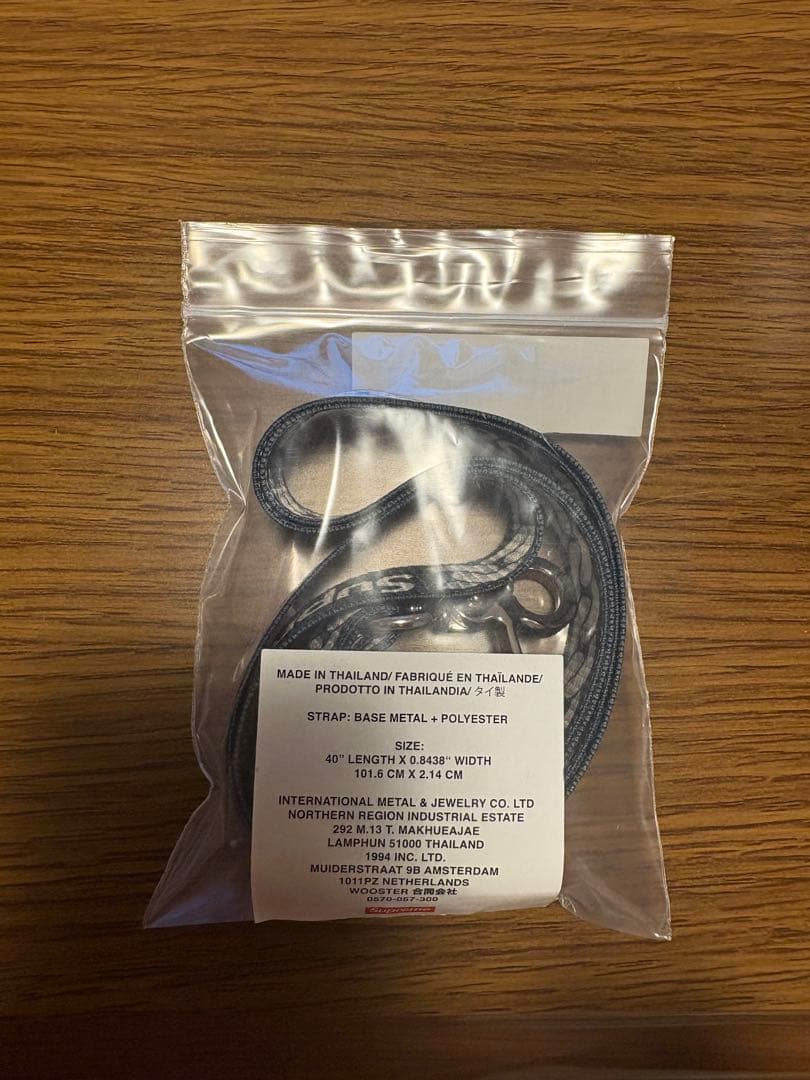 Sup
MADE IN THAILAND/ FABRIQUÉ EN THAÏLANDE/
PRODOTTO IN THAILANDIA/ タイ製
STRAP: BASE METAL + POLYESTER
SIZE:
40” LENGTH X 0.8438“ WIDTH
101.6 CM X 2.14 CM
INTERNATIONAL METAL & JEWELRY CO. LTD
NORTHERN REGION INDUSTRIAL ESTATE
292 M.13 T. MAKHUEAJAE
LAMPHUN 51000 THAILAND
1994 INC. LTD.
MUIDERSTRAAT 9B AMSTERDAM
1011PZ NETHERLANDS
WOOSTER 合同会社
0570-057-300
Supreme